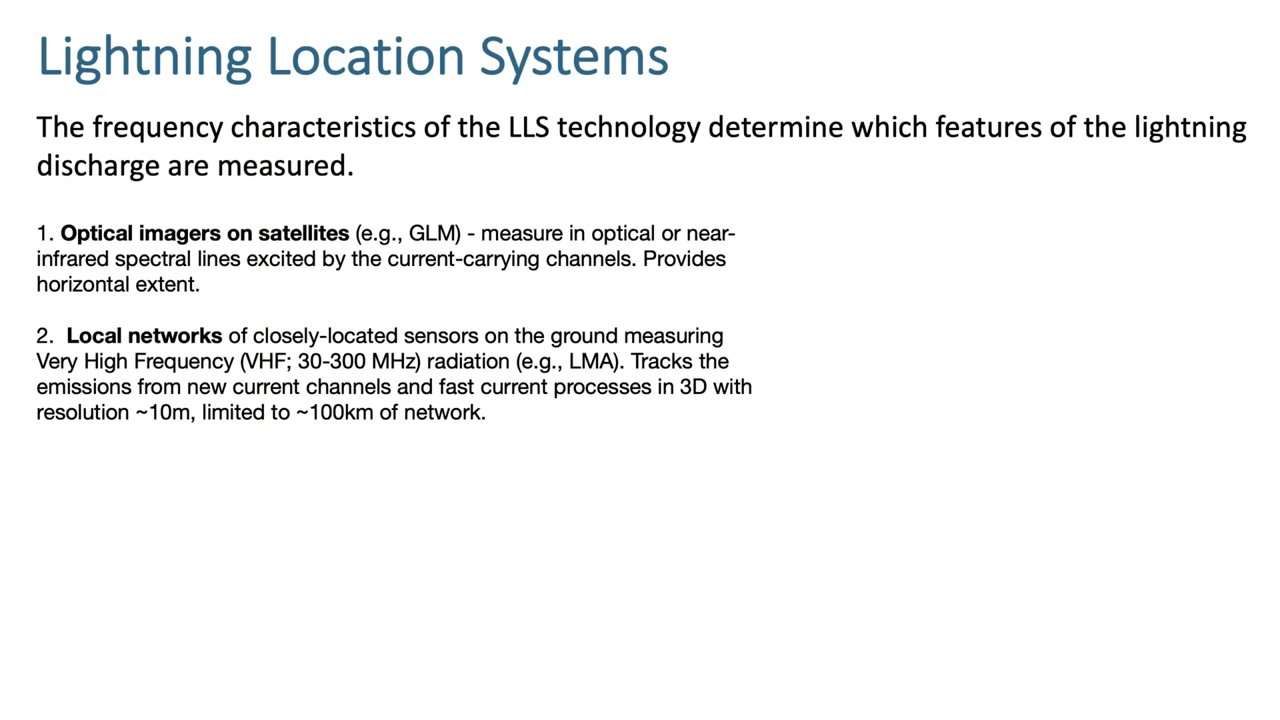 Lightning Location Systems
The frequency characteristics of the LLS technology determine which features of the lightning
discharge are measured.
1. Optical imagers on satellites (e.g., GLM) - measure in optical or near-
infrared spectral lines excited by the current-carrying channels. Provides
horizontal extent.
2. Local networks of closely-located sensors on the ground measuring
Very High Frequency (VHF; 30-300 MHz) radiation (e.g., LMA). Tracks the
emissions from new current channels and fast current processes in 3D with
resolution ~10m, limited to ~100km of network.